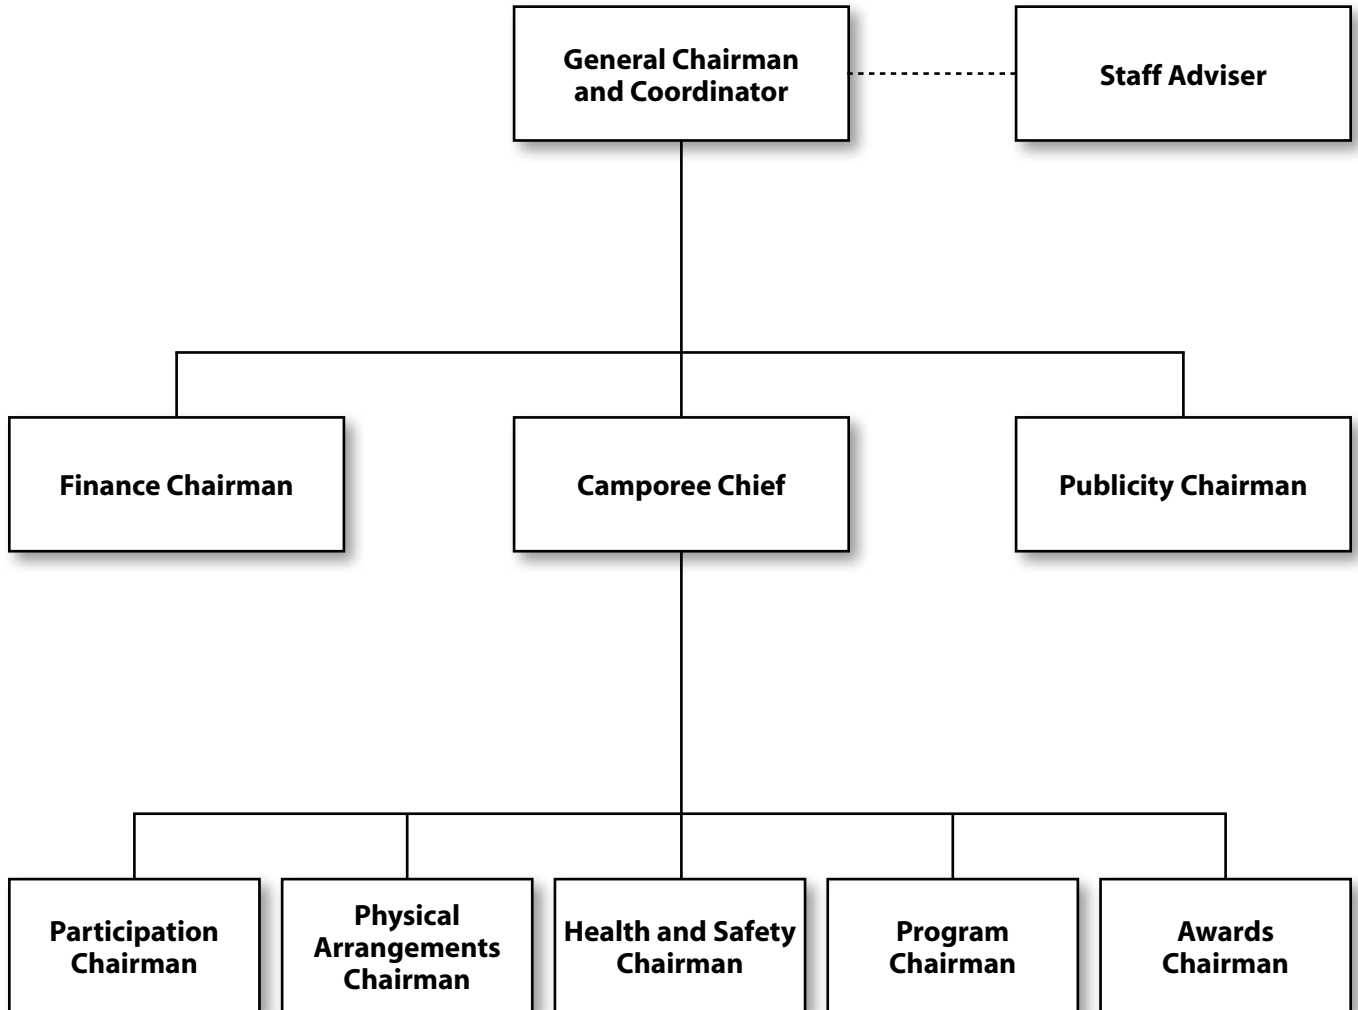 General Chairman
and Coordinator
Staff Adviser
Finance Chairman
Camporee Chief
Publicity Chairman
Participation
Chairman
Physical
Arrangements
Chairman
Health and Safety
Chairman
Program
Chairman
Awards
Chairman